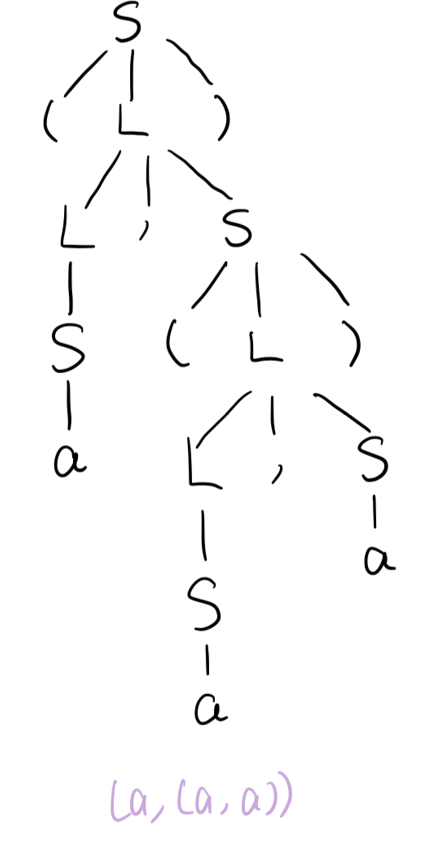 S
( L )
L , S
S ( L )
a L , S
S a
a
(a, (a, a))